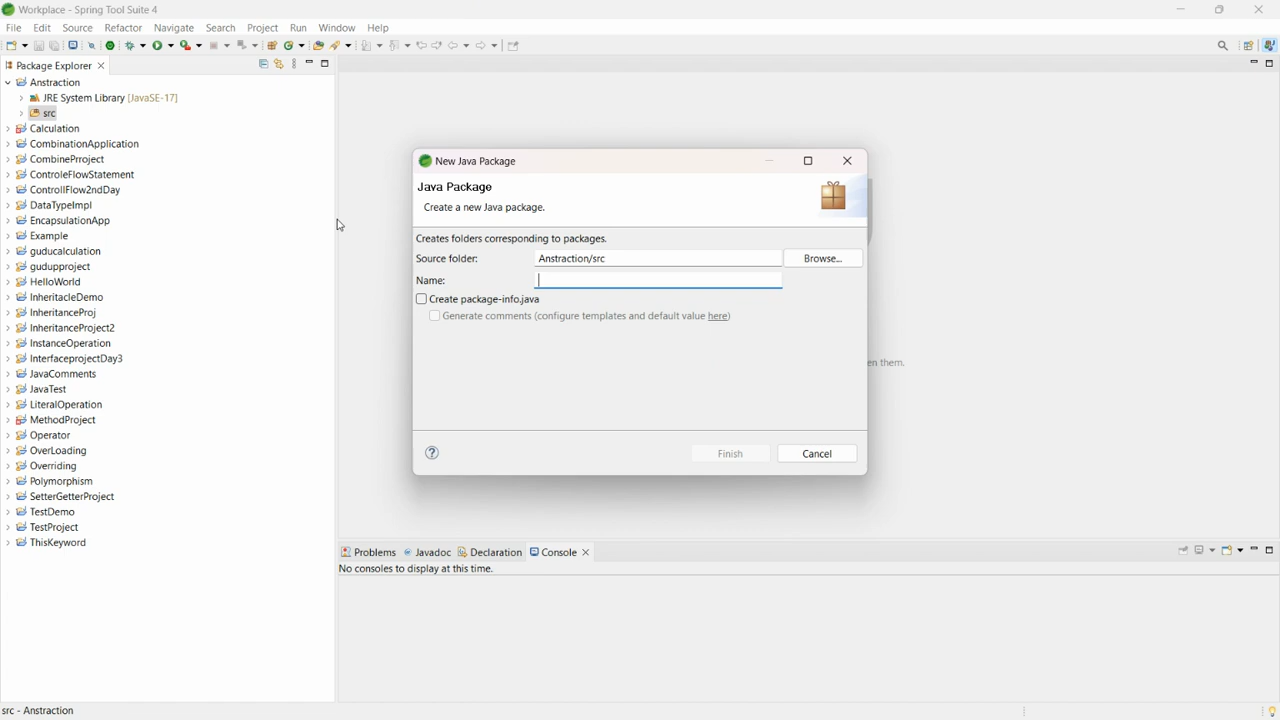 Workplace - Spring Tool Suite 4
File Edit Source Refactor Navigate Search Project Run Window Help
Package Explorer
Anstraction
JRE System Library [JavaSE-17]
src
Calculation
CombinationApplication
CombinePrroject
ControleFlowStatement
ControllFlow2ndDay
DataTypeImpl
EncapsulationApp
Example
guducalculation
gudupproject
HelloWorld
InheritacleDemo
InheritanceProj
InheritanceProject2
InstanceOperation
InterfaceprojectDay3
JavaComments
JavaTest
LiteralOperation
MethodProject
Operator
OverLoading
Overriding
Polymorphism
SetterGetterProject
TestDemo
TestProject
ThisKeyword
New Java Package
Java Package
Create a new Java package.
Creates folders corresponding to packages.
Source folder: Anstraction/src Browse...
Name:
Create package-info.java
Generate comments (configure templates and default value here)
en them.
Finish Cancel
Problems Javadoc Declaration Console
No consoles to display at this time.
src - Anstraction